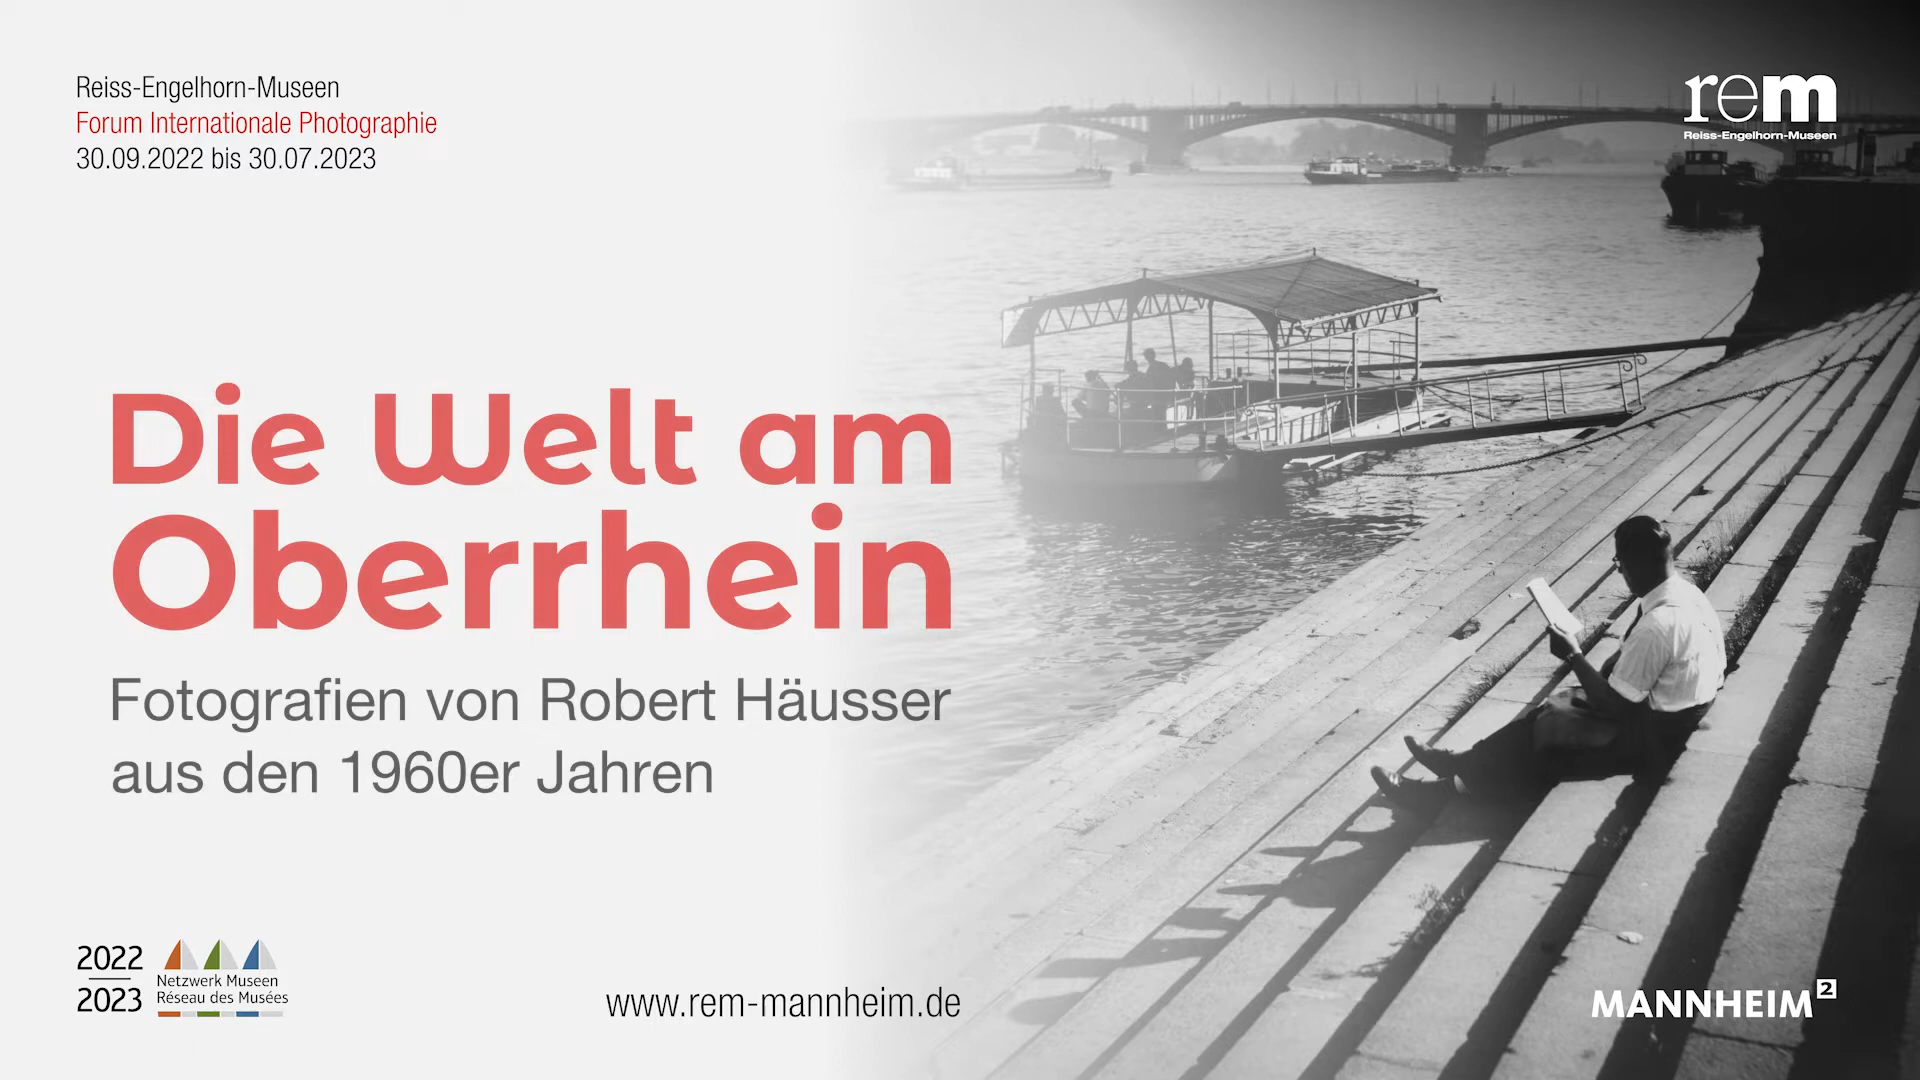 Reiss-Engelhorn-Museen
Forum Internationale Photographie
30.09.2022 bis 30.07.2023
rem
Reiss-Engelhorn-Museen
Die Welt am
Oberrhein
Fotografien von Robert Häusser
aus den 1960er Jahren
2022
2023
Netzwerk Museen
Réseau des Musées
www.rem-mannheim.de
MANNHEIM²